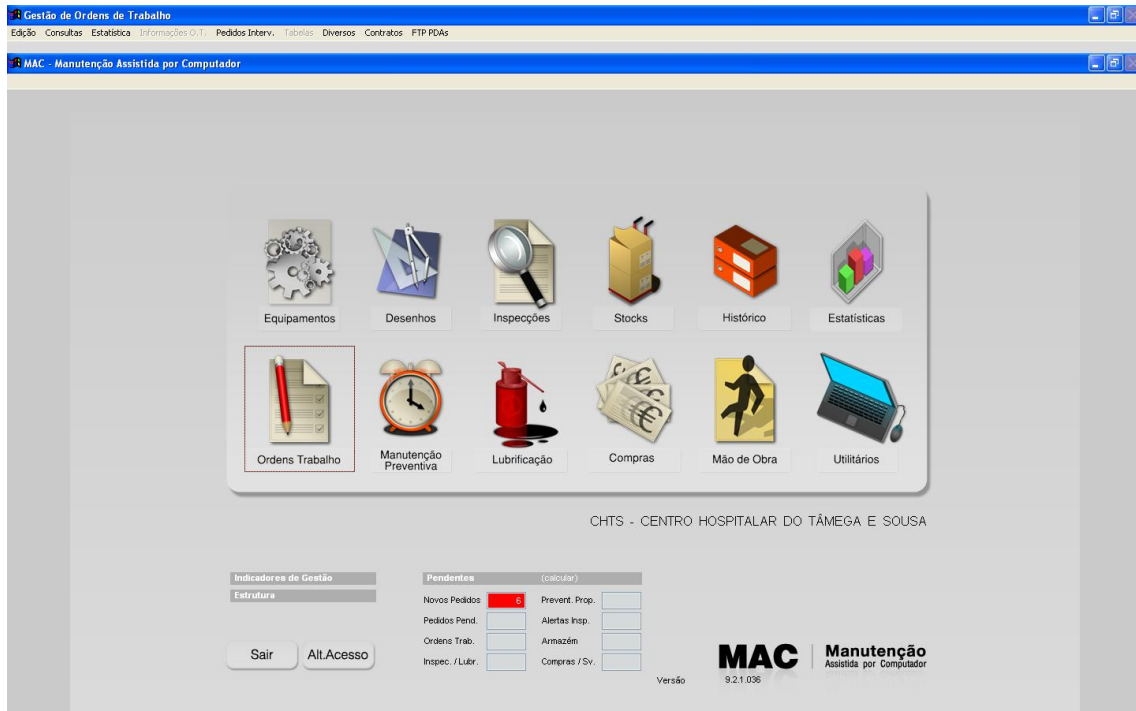 Gestão de Ordens de Trabalho
Edição Consultas Estatística Informações O.T. Pedidos Interv. Tabelas Diversos Contratos FTP PDAs
MAC - Manutenção Assistida por Computador
Equipamentos Desenhos Inspecções Stocks Histórico Estatísticas
Ordens Trabalho Manutenção Preventiva Lubrificação Compras Mão de Obra Utilitários
CHTS - CENTRO HOSPITALAR DO TÂMEGA E SOUSA
Indicadores de Gestão Pendentes (calcular)
Estrutura
Novos Pedidos 6 Prevent. Prop.
Pedidos Pend. Alertas Insp.
Ordens Trab. Armazém
Inspec. / Lubr. Compras / Sv.
Sair Alt.Acesso
MAC Manutenção
Assistida por Computador
Versão 9.2.1.036